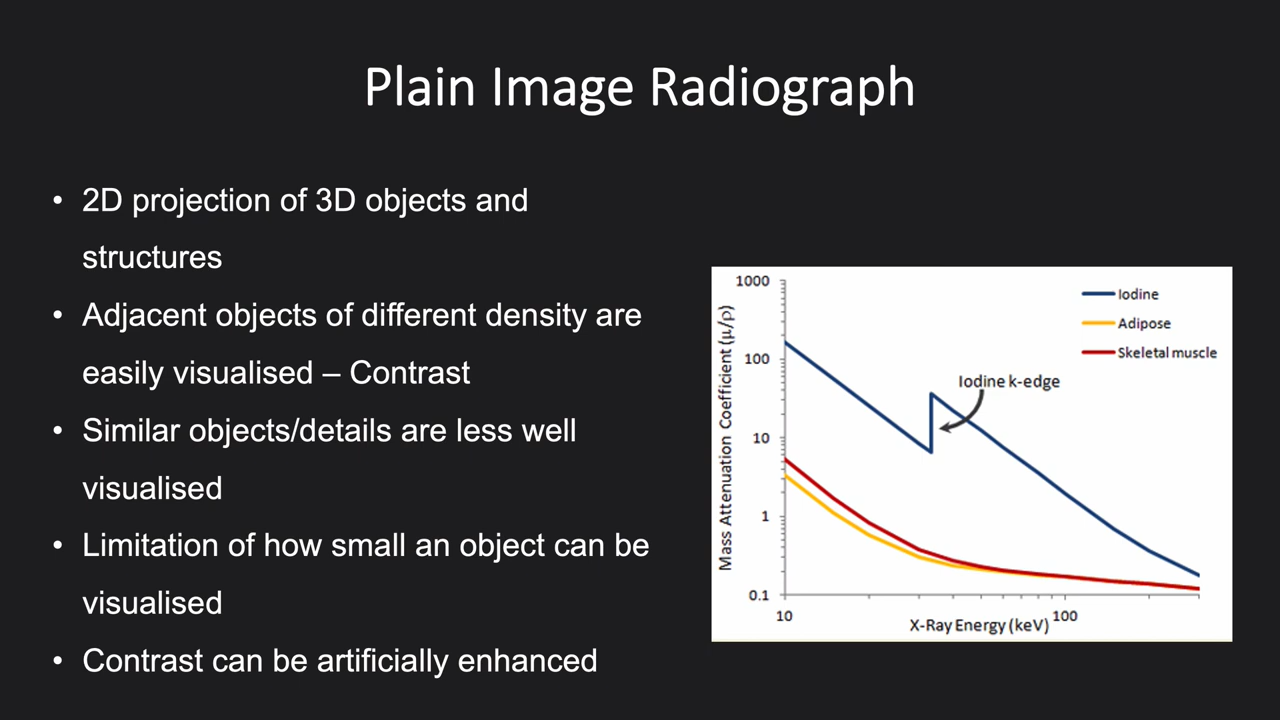 Plain Image Radiograph
• 2D projection of 3D objects and
structures
• Adjacent objects of different density are
easily visualised – Contrast
• Similar objects/details are less well
visualised
• Limitation of how small an object can be
visualised
• Contrast can be artificially enhanced
Mass Attenuation Coefficient (μ/ρ)
1000
100
10
1
0.1
Iodine
Adipose
Skeletal muscle
Iodine k-edge
10
100
X-Ray Energy (keV)